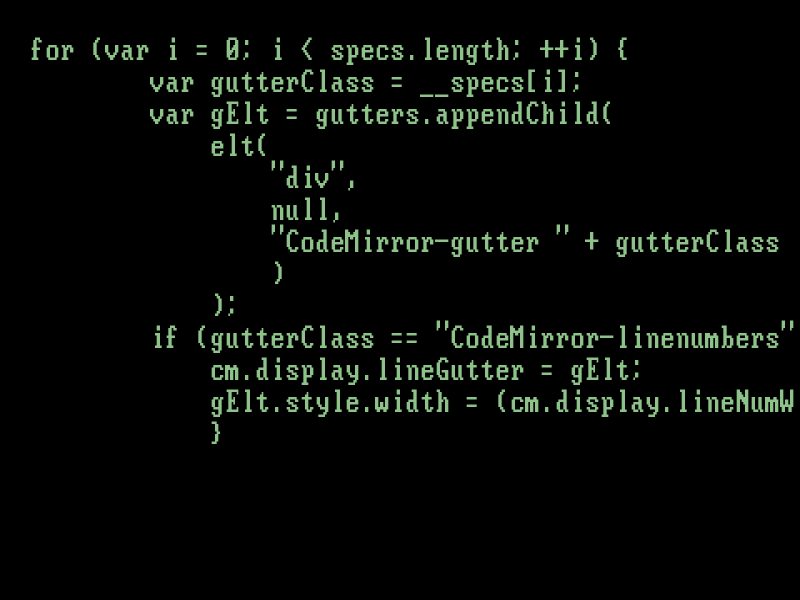 for (var i = 0; i < specs.length; ++i) {
var gutterClass = __specs[i];
var gElt = gutters.appendChild(
elt(
"div",
null,
"CodeMirror-gutter " + gutterClass
)
);
if (gutterClass == "CodeMirror-linenumbers"
cm.display.lineGutter = gElt;
gElt.style.width = (cm.display.lineNumW
}